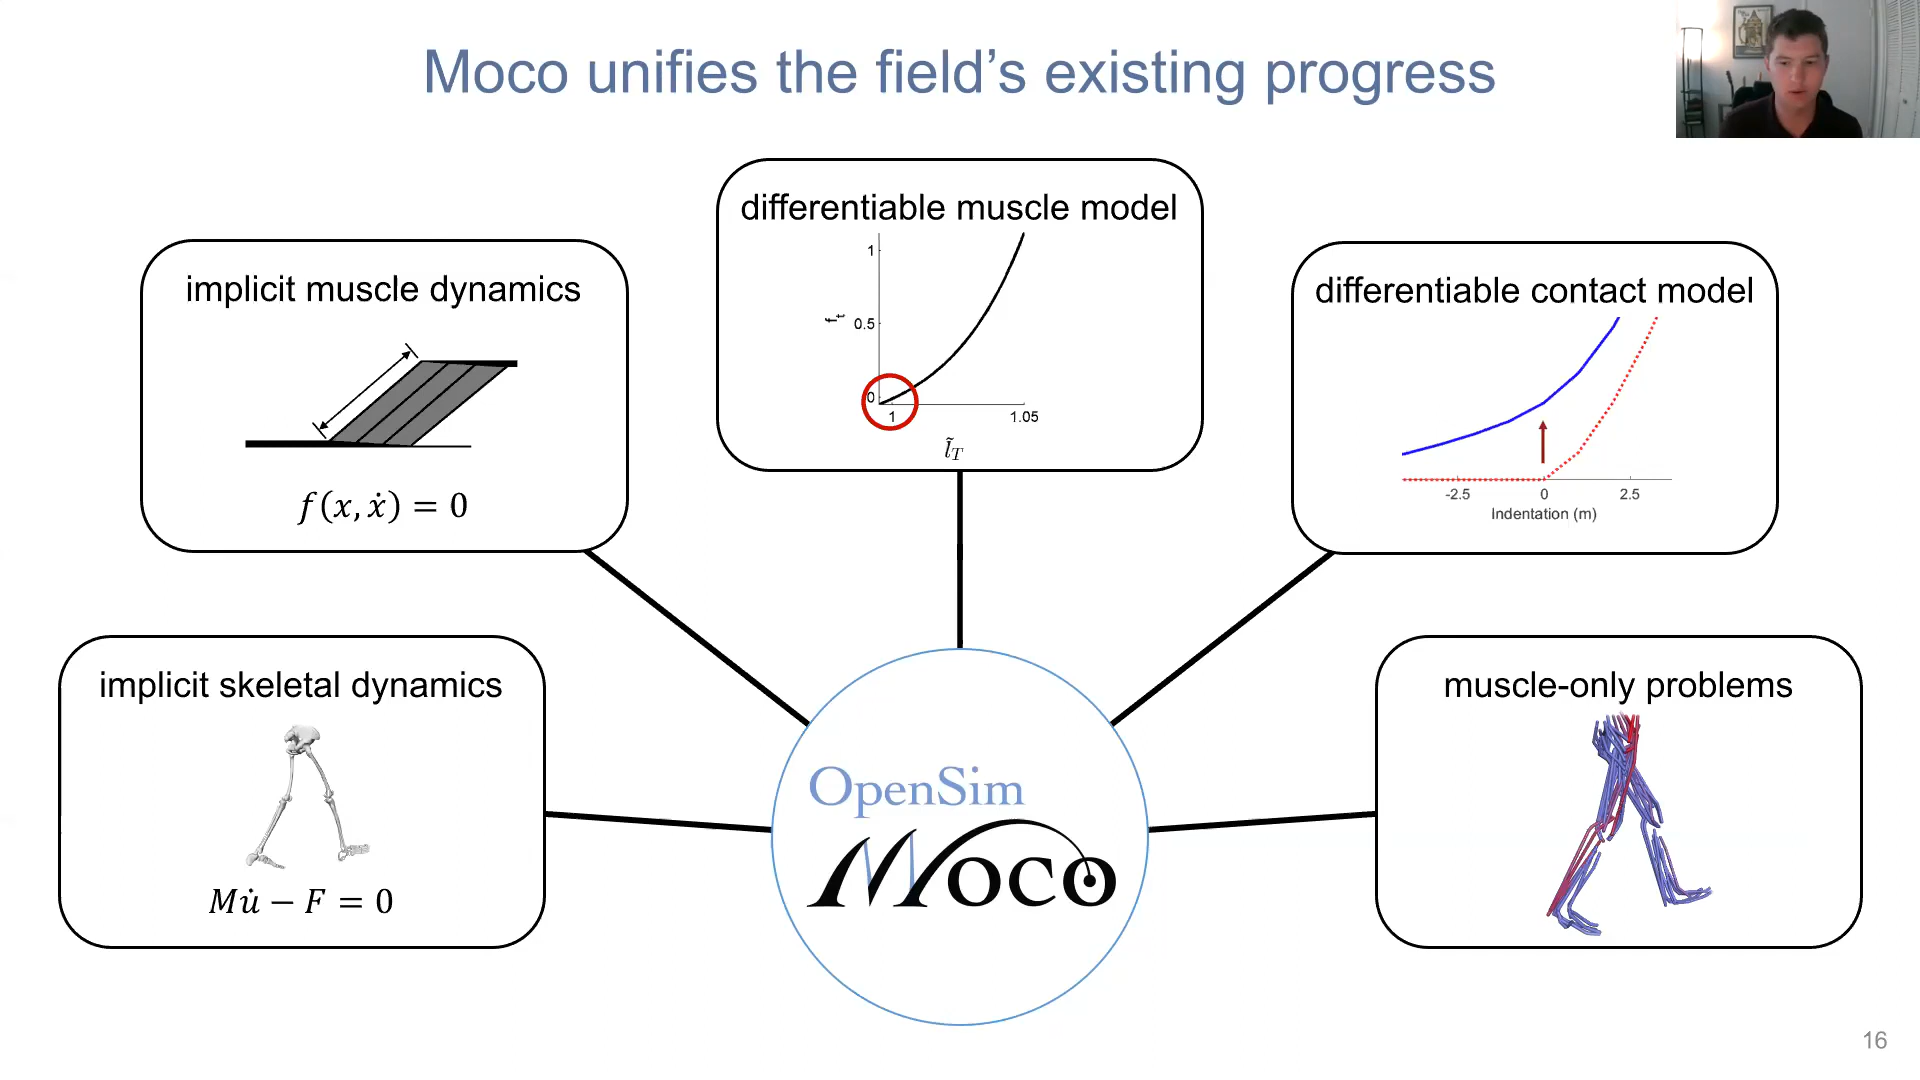 Moco unifies the field’s existing progress
differentiable muscle model
1
0.5
0
f_t
1
1.05
l̃_T
implicit muscle dynamics
f(x, ẋ) = 0
differentiable contact model
-2.5
0
2.5
Indentation (m)
implicit skeletal dynamics
Mu̇ − F = 0
OpenSim
Moco
muscle-only problems
16